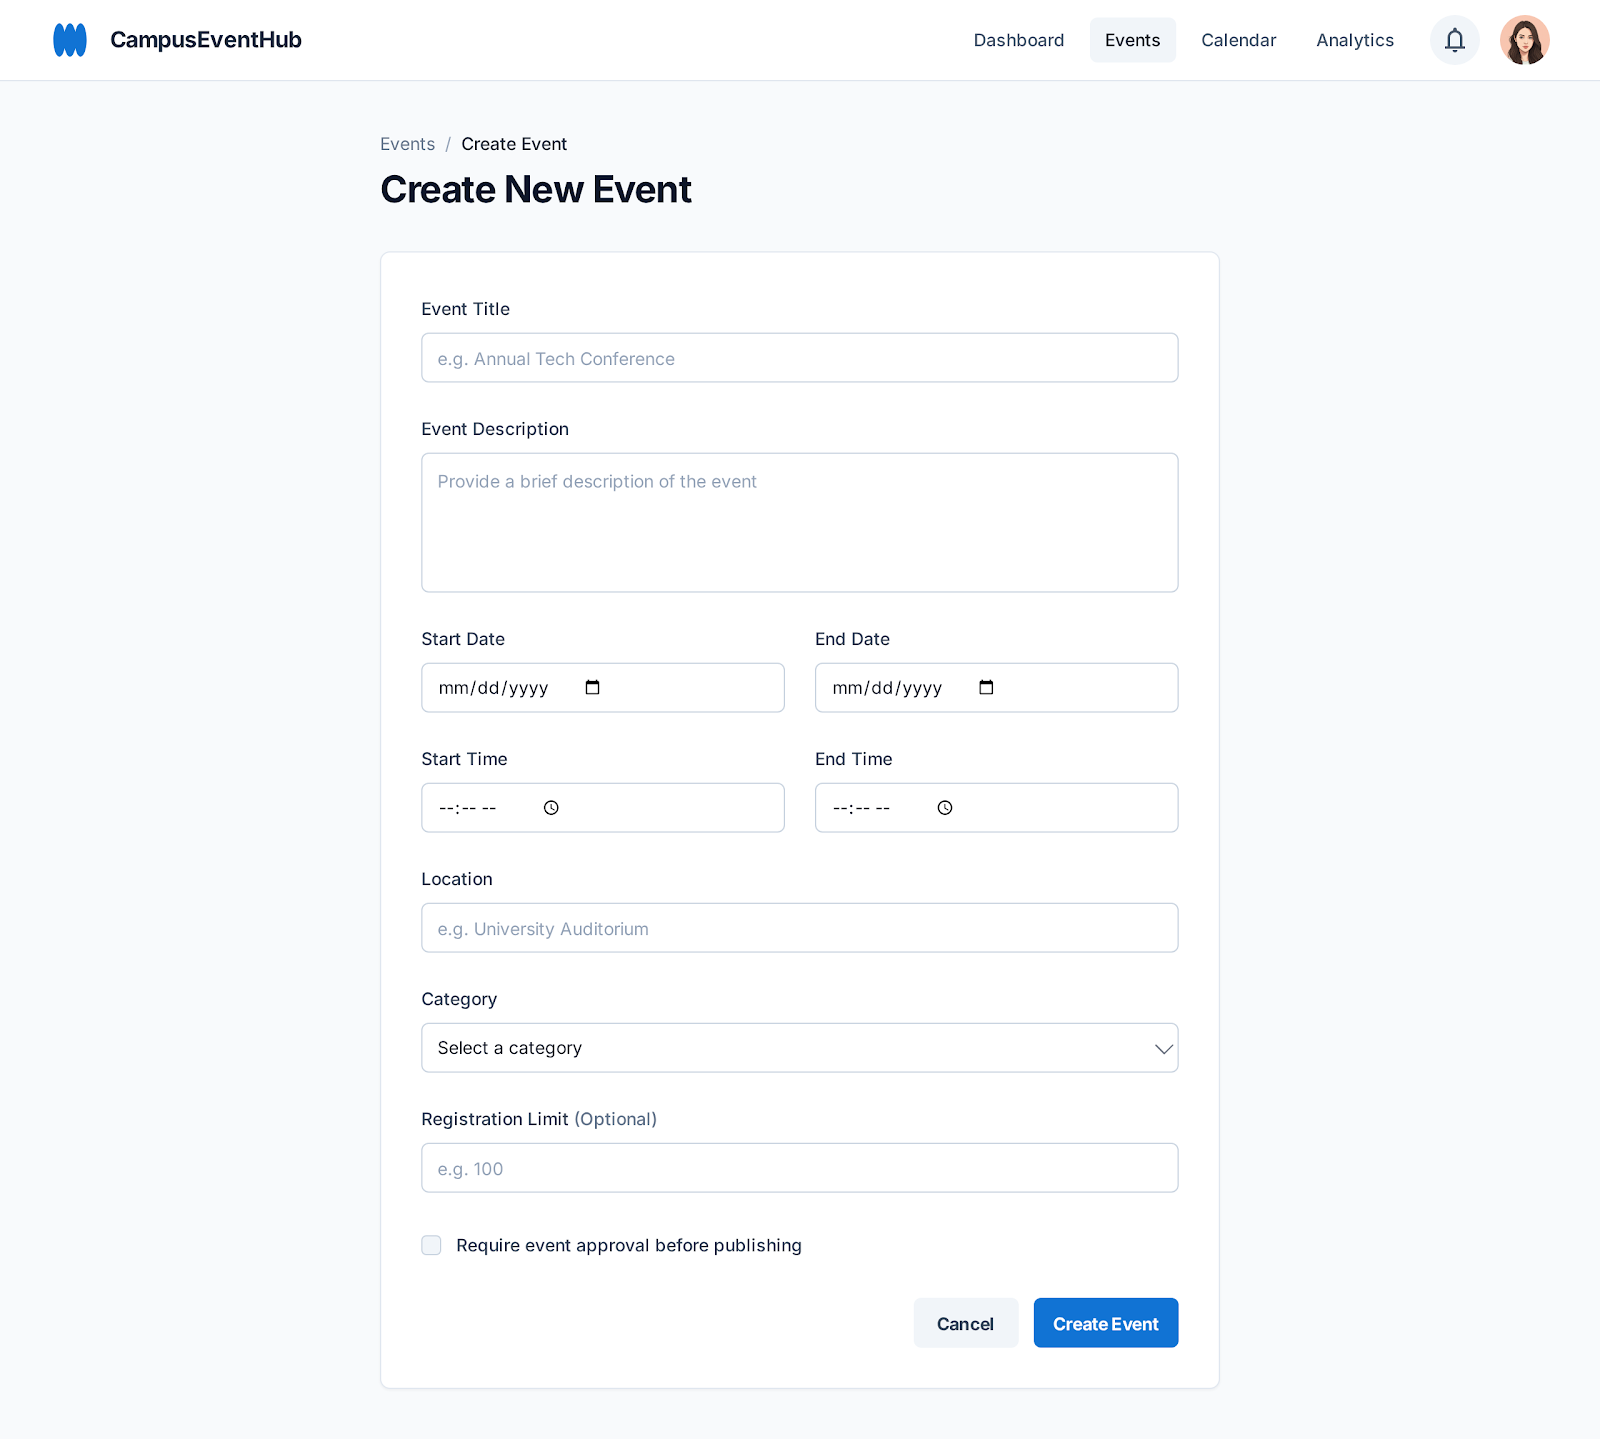 CampusEventHub
Dashboard
Events
Calendar
Analytics
Events / Create Event
Create New Event
Event Title
e.g. Annual Tech Conference
Event Description
Provide a brief description of the event
Start Date
End Date
mm/dd/yyyy
mm/dd/yyyy
Start Time
End Time
--:-- --
--:-- --
Location
e.g. University Auditorium
Category
Select a category
Registration Limit (Optional)
e.g. 100
Require event approval before publishing
Cancel
Create Event